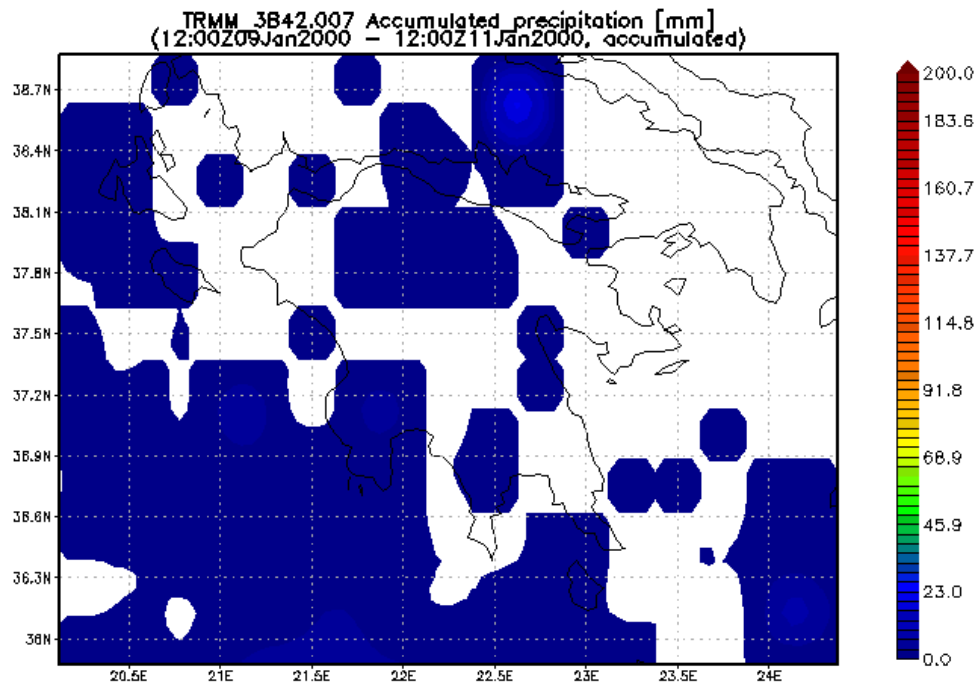 TRMM_3B42.007 Accumulated precipitation [mm]
(12:00Z09Jan2000 – 12:00Z11Jan2000, accumulated)
38.7N
38.4N
38.1N
37.8N
37.5N
37.2N
36.9N
36.6N
36.3N
36N
20.5E 21E 21.5E 22E 22.5E 23E 23.5E 24E
200.0
183.6
160.7
137.7
114.8
91.8
68.9
45.9
23.0
0.0